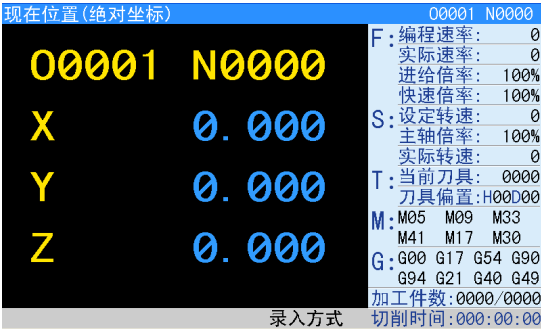 现在位置(绝对坐标) O0001 N0000
O0001 N0000
X 0.000
Y 0.000
Z 0.000
F: 编程速率: 0
实际速率: 0
进给倍率: 100%
快速倍率: 100%
S: 设定转速: 0
主轴倍率: 100%
实际转速: 0
T: 当前刀具: 0000
刀具偏置:H00D00
M: M05 M09 M33
M41 M17 M30
G: G00 G17 G54 G90
G94 G21 G40 G49
加工件数:0000/0000
录入方式 切削时间:000:00:00